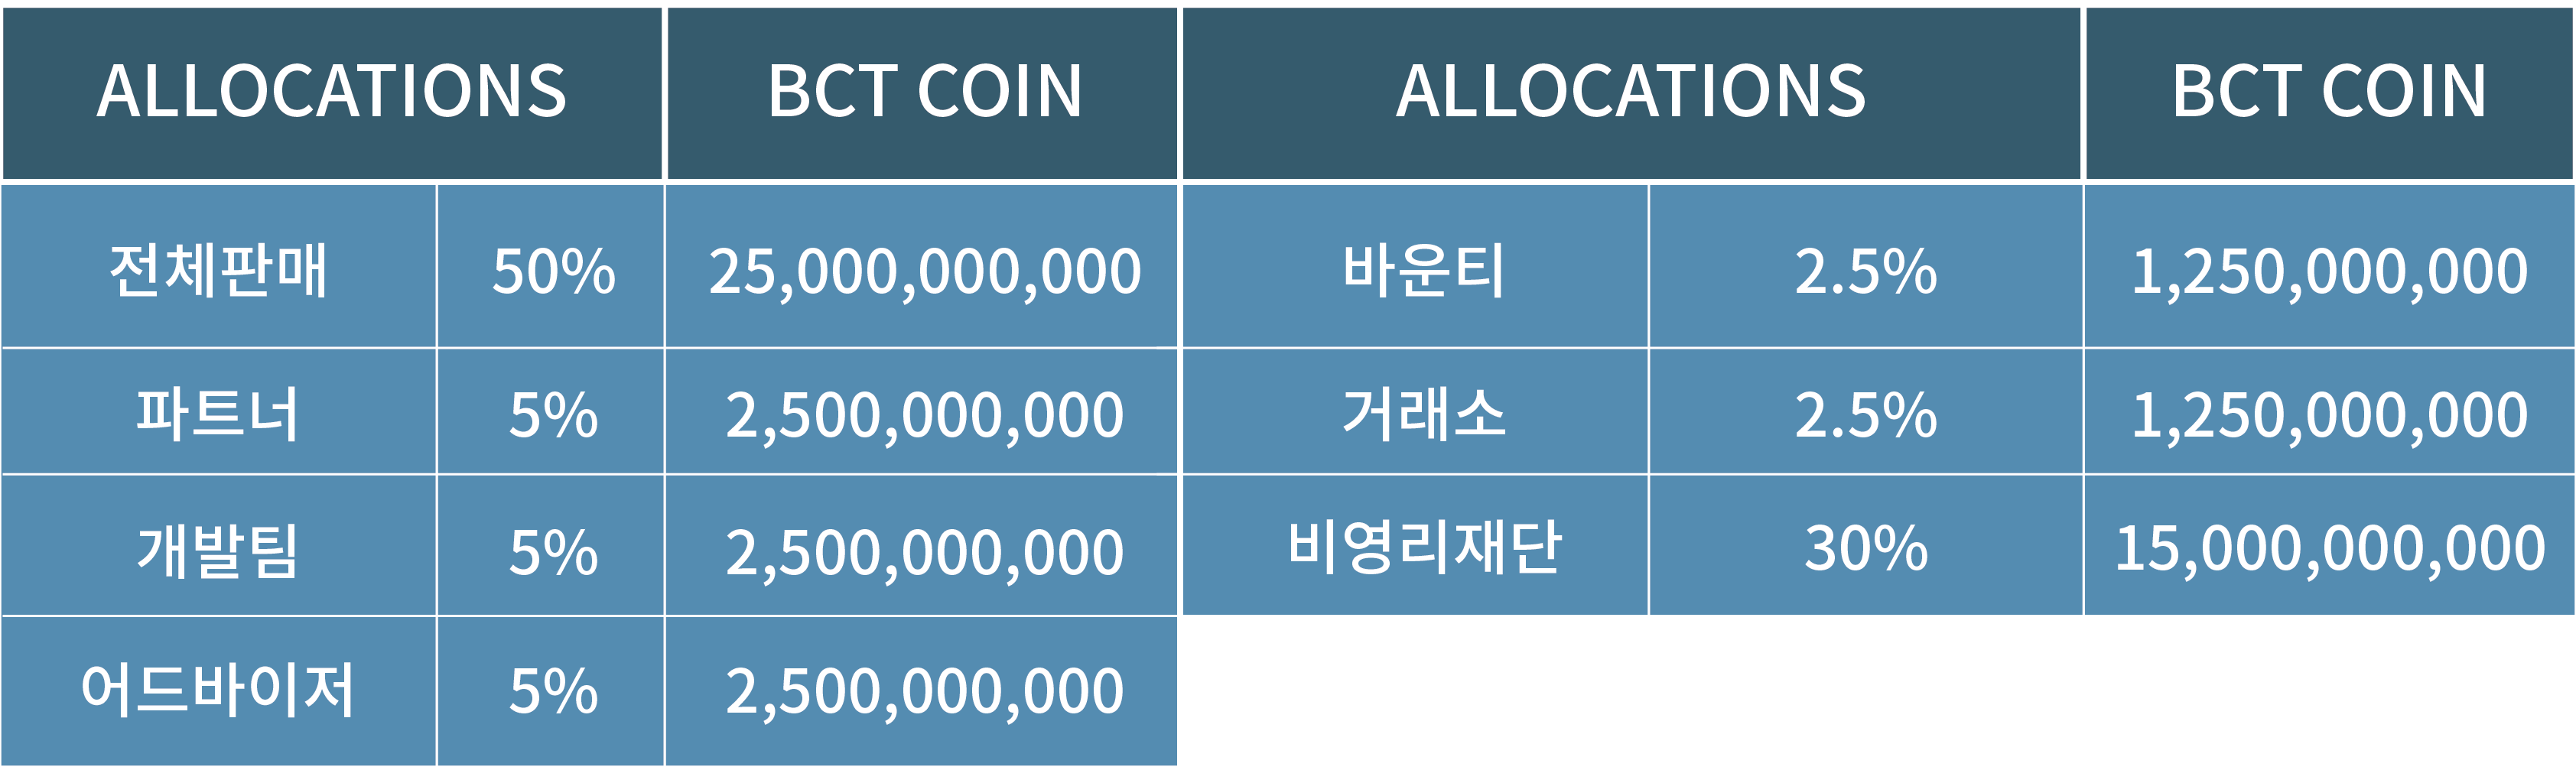 ALLOCATIONS BCT COIN ALLOCATIONS BCT COIN
전체판매 50% 25,000,000,000 바운티 2.5% 1,250,000,000
파트너 5% 2,500,000,000 거래소 2.5% 1,250,000,000
개발팀 5% 2,500,000,000 비영리재단 30% 15,000,000,000
어드바이저 5% 2,500,000,000